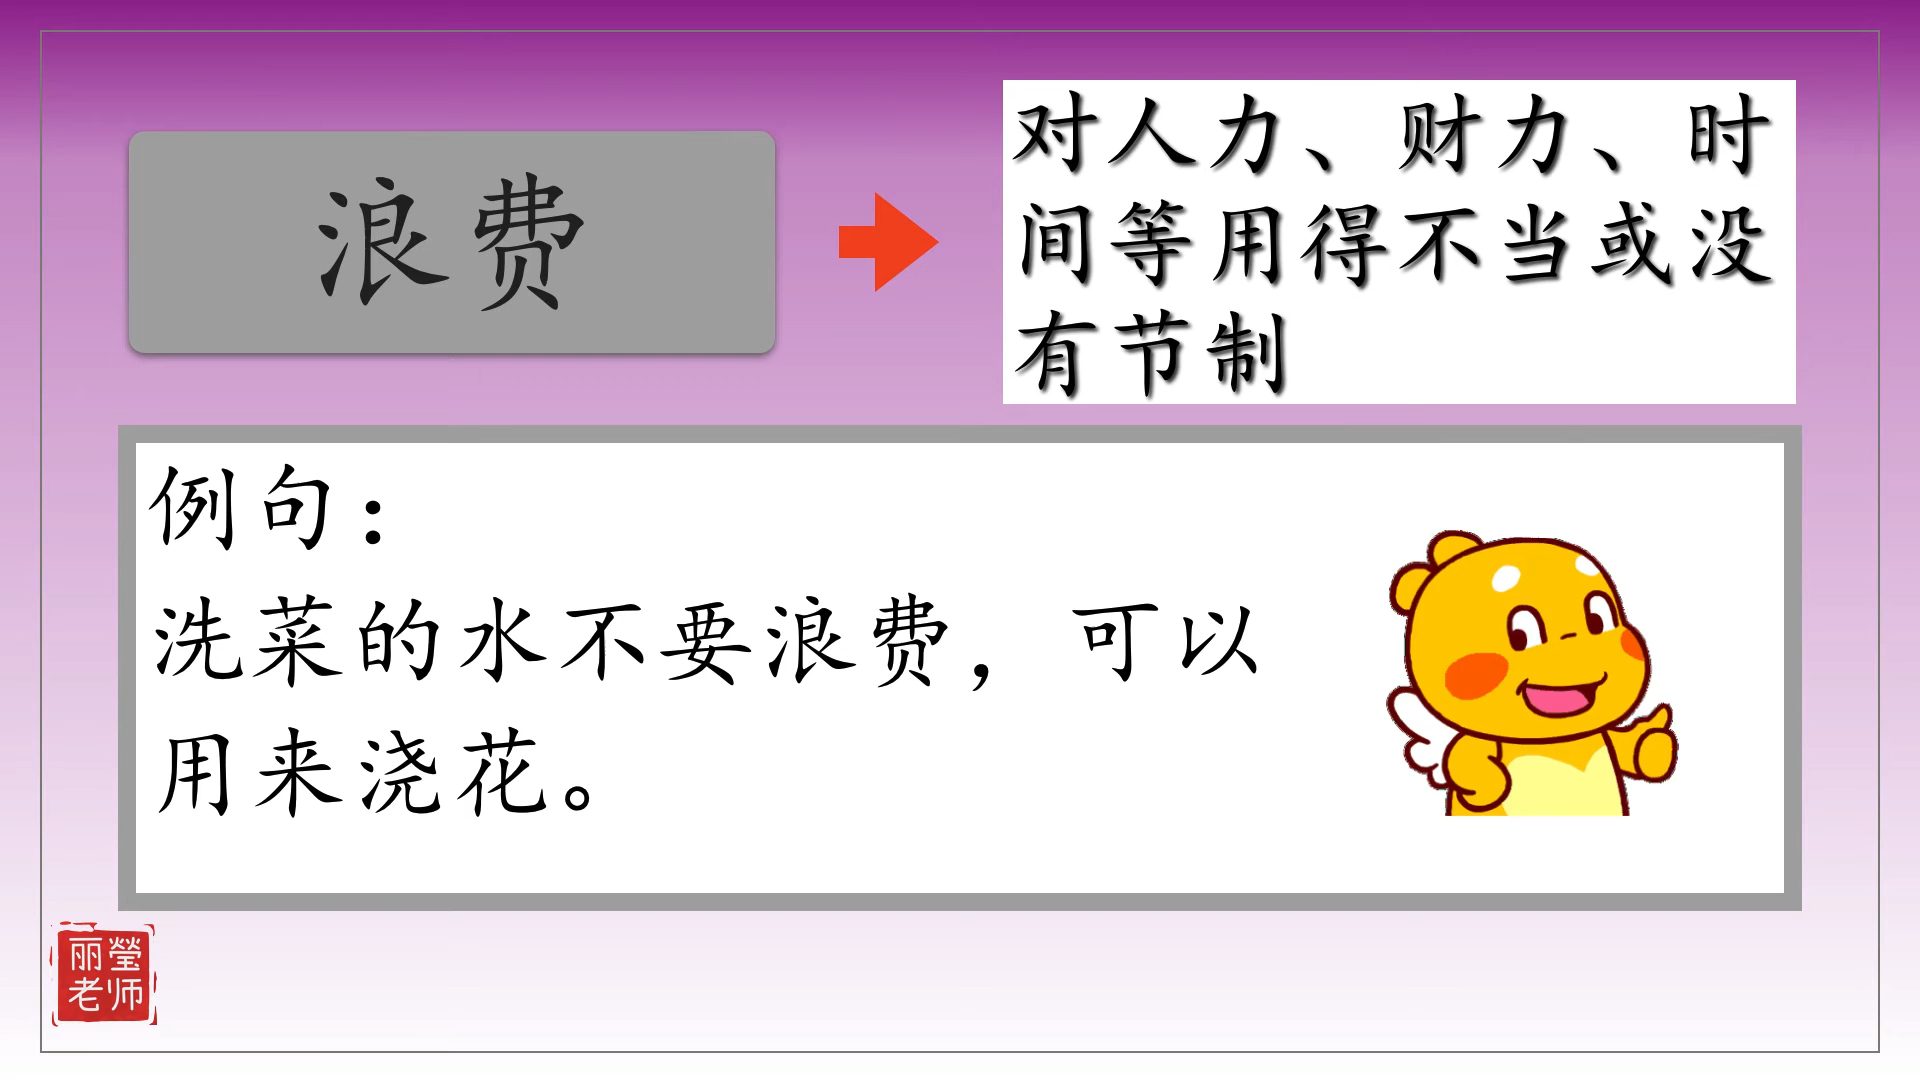 浪费
对人力、财力、时
间等用得不当或没
有节制
例句：
洗菜的水不要浪费，可以
用来浇花。
丽瑩
老师